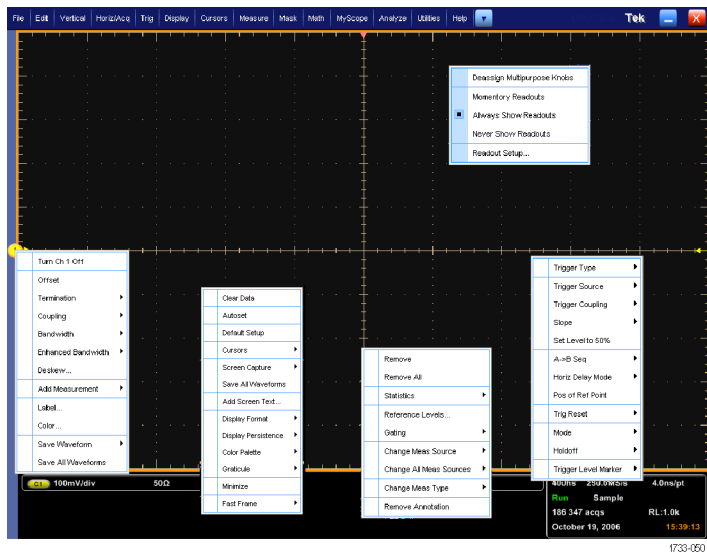 File Edit Vertical Horiz/Acq Trig Display Cursors Measure Mask Math MyScope Analyze Utilities Help Tek
Deassign Multipurpose Knobs
Momentory Readouts
Always Show Readouts
Never Show Readouts
Readout Setup...
Turn Ch 1 Off
Offset
Termination
Coupling
Bandwidth
Enhanced Bandwidth
Deskew...
Add Measurement
Label...
Color...
Save Waveform
Save All Waveforms
Clear Data
Autoset
Default Setup
Cursors
Screen Capture
Save All Waveforms
Add Screen Text...
Display Format
Display Persistence
Color Palette
Graticule
Minimize
Fast Frame
Remove
Remove All
Statistics
Reference Levels...
Gating
Change Meas Source
Change All Meas Sources
Change Meas Type
Remove Annotation
Trigger Type
Trigger Source
Trigger Coupling
Slope
Set Level to 50%
A->B Seq
Horiz Delay Mode
Pos of Ref Point
Trig Reset
Mode
Holdoff
Trigger Level Marker
C1 100mV/div 50Ω
400ns 250.0MS/s 4.0ns/pt
Run Sample
186 347 acqs RL:1.0k
October 19, 2006 15:39:13
1733-050